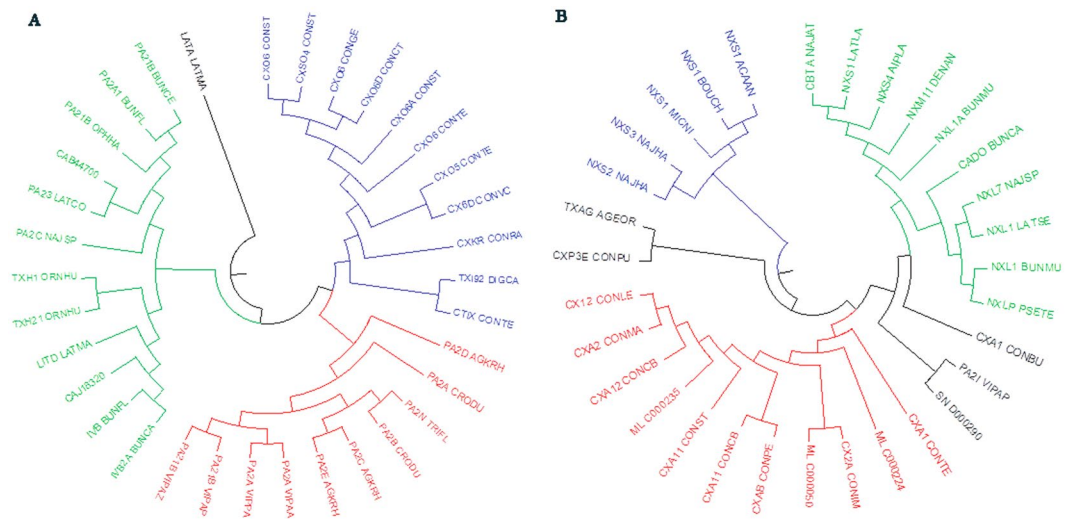 A
LATA LATMA
CXO6 CONST
CXSO4 CONST
CXO6 CONGE
CXO6D CONCT
CXO6A CONST
CXO6 CONTE
CXO5 CONTE
CX6D CONVC
CXKR CONRA
TXI92 DIGCA
CTIX CONTE
PA2D AGKRH
PA2A CRODU
PA2N TRIFL
PA2B CRODU
PA2C AGKRH
PA2E AGKRH
PA2A VIPAA
PA2A VIPPA
PA21B VIPAP
PA21B VIPAZ
IVB2A BUNCA
IVB BUNFL
CAJ18320
LITD LATMA
TXH21 ORNHU
TXH1 ORNHU
PA2C NAJSP
PA23 LATCO
CAB44700
PA21B OPHHA
PA2A1 BUNFL
PA21B BUNCE
B
CBT A NAJAT
NXS1 LATLA
NXS4 AIPLA
NXM11 DENAN
NXL1A BUNMU
CADO BUNCA
NXL7 NAJSP
NXL1 LATSE
NXL1 BUNMU
NXLP PSETE
CXA1 CONBU
PA2I VIPAP
SN D000290
CXA1 CONTE
ML C000224
CX2A CONIM
ML C000050
CXAB CONPE
CXA11 CONCB
CXA11 CONST
ML C000235
CXA12 CONCB
CXA2 CONMA
CX12 CONLE
CXP3E CONPU
TXAG AGEOR
NXS2 NAJHA
NXS3 NAJHA
NXS1 MICNI
NXS1 BOUCH
NXS1 ACAAN